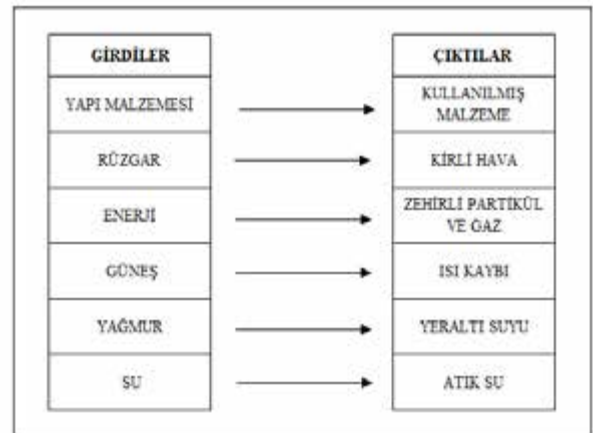 GİRDİLER ÇIKTILAR
YAPI MALZEMESİ KULLANILMIŞ
MALZEME
RÜZGAR KİRLİ HAVA
ENERJİ ZEHİRLİ PARTİKÜL
VE GAZ
GÜNEŞ ISI KAYBI
YAĞMUR YERALTI SUYU
SU ATIK SU